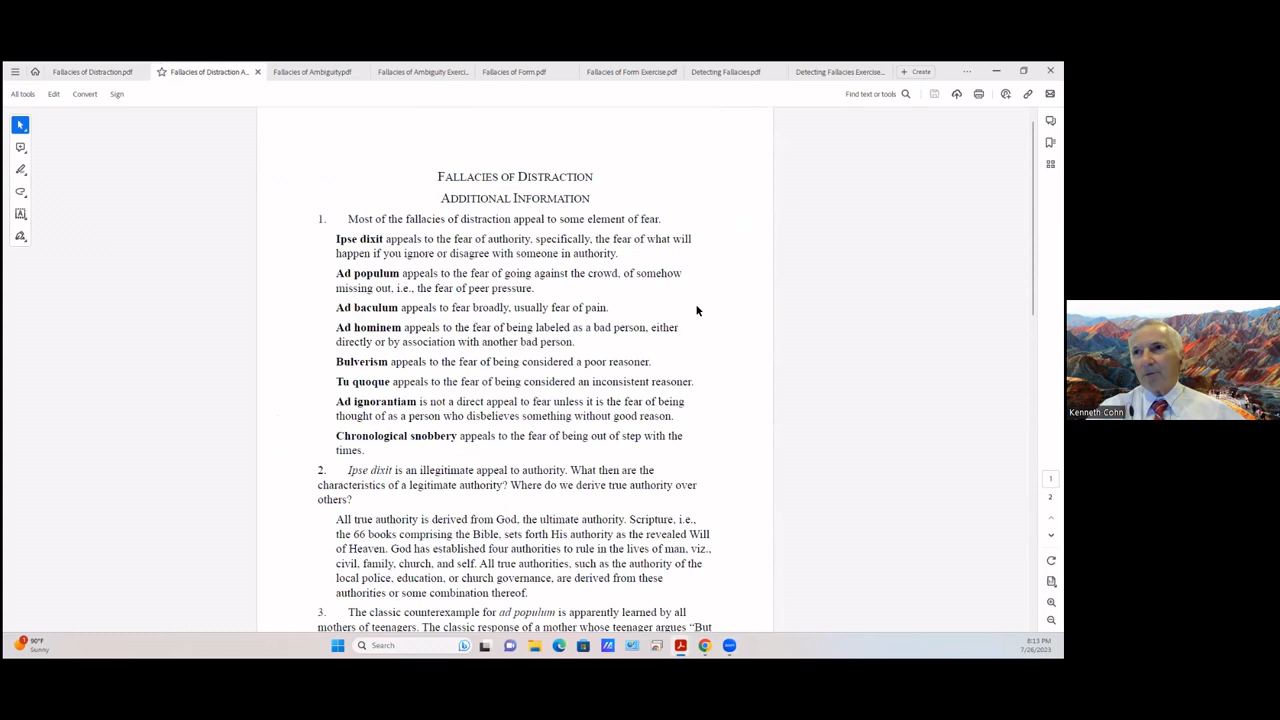 Fallacies of Distraction.pdf
Fallacies of Distraction A...
Fallacies of Ambiguity.pdf
Fallacies of Ambiguity Exerci...
Fallacies of Form.pdf
Fallacies of Form Exercise.pdf
Detecting Fallacies.pdf
Detecting Fallacies Exercise...
+ Create
All tools
Edit
Convert
Sign
Find text or tools
FALLACIES OF DISTRACTION
ADDITIONAL INFORMATION
1. Most of the fallacies of distraction appeal to some element of fear.
Ipse dixit appeals to the fear of authority, specifically, the fear of what will
happen if you ignore or disagree with someone in authority.
Ad populum appeals to the fear of going against the crowd, of somehow
missing out, i.e., the fear of peer pressure.
Ad baculum appeals to fear broadly, usually fear of pain.
Ad hominem appeals to the fear of being labeled as a bad person, either
directly or by association with another bad person.
Bulverism appeals to the fear of being considered a poor reasoner.
Tu quoque appeals to the fear of being considered an inconsistent reasoner.
Ad ignorantiam is not a direct appeal to fear unless it is the fear of being
thought of as a person who disbelieves something without good reason.
Chronological snobbery appeals to the fear of being out of step with the
times.
2. Ipse dixit is an illegitimate appeal to authority. What then are the
characteristics of a legitimate authority? Where do we derive true authority over
others?
All true authority is derived from God, the ultimate authority. Scripture, i.e.,
the 66 books comprising the Bible, sets forth His authority as the revealed Will
of Heaven. God has established four authorities to rule in the lives of man, viz.,
civil, family, church, and self. All true authorities, such as the authority of the
local police, education, or church governance, are derived from these
authorities or some combination thereof.
3. The classic counterexample for ad populum is apparently learned by all
mothers of teenagers. The classic response of a mother whose teenager argues “But
Kenneth Cohn
1
2
1
90°F
Sunny
Search
8:13 PM
7/26/2023